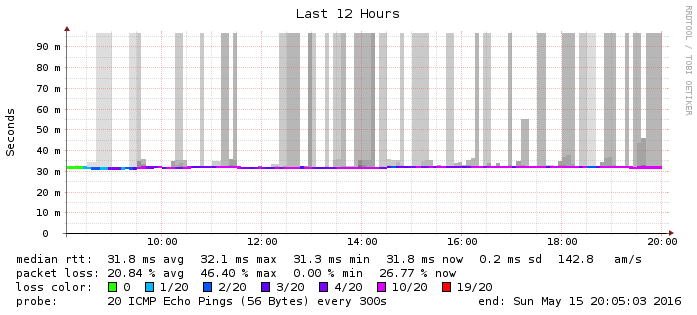 Last 12 Hours
RRDTOOL / TOBI OETIKER
Seconds
90 m
80 m
70 m
60 m
50 m
40 m
30 m
20 m
10 m
0
10:00 12:00 14:00 16:00 18:00 20:00
median rtt: 31.8 ms avg 32.1 ms max 31.3 ms min 31.8 ms now 0.2 ms sd 142.8 am/s
packet loss: 20.84 % avg 46.40 % max 0.00 % min 26.77 % now
loss color: 0 1/20 2/20 3/20 4/20 10/20 19/20
probe: 20 ICMP Echo Pings (56 Bytes) every 300s end: Sun May 15 20:05:03 2016